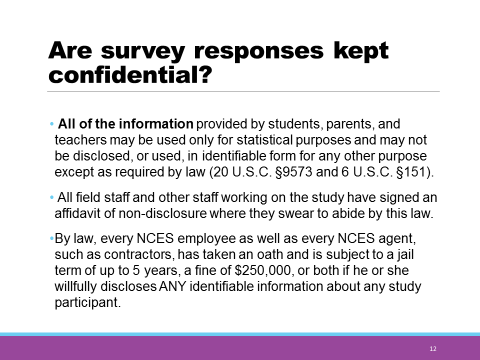 Are survey responses kept
confidential?
• All of the information provided by students, parents, and
teachers may be used only for statistical purposes and may not
be disclosed, or used, in identifiable form for any other purpose
except as required by law (20 U.S.C. §9573 and 6 U.S.C. §151).
• All field staff and other staff working on the study have signed an
affidavit of non-disclosure where they swear to abide by this law.
•By law, every NCES employee as well as every NCES agent,
such as contractors, has taken an oath and is subject to a jail
term of up to 5 years, a fine of $250,000, or both if he or she
willfully discloses ANY identifiable information about any study
participant.
12